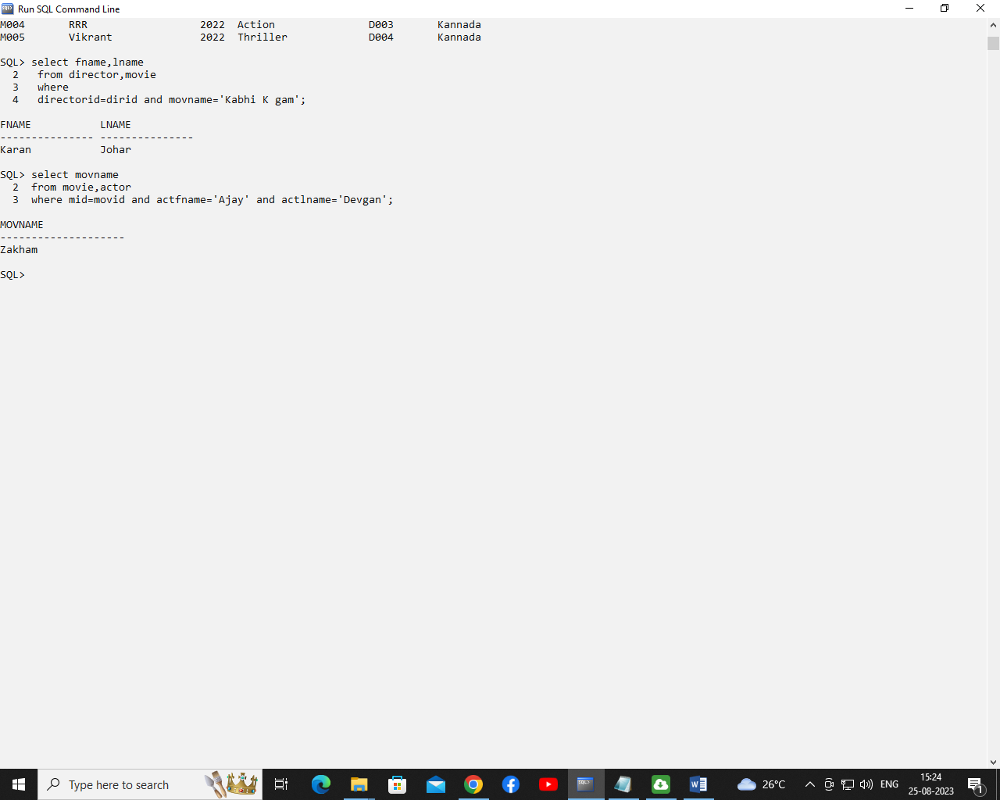 Run SQL Command Line
M004       RRR                  2022  Action               D003       Kannada
M005       Vikrant              2022  Thriller             D004       Kannada
SQL> select fname,lname
  2   from director,movie
  3   where
  4   directorid=dirid and movname='Kabhi K gam';
FNAME           LNAME
--------------- ---------------
Karan           Johar
SQL> select movname
  2  from movie,actor
  3  where mid=movid and actfname='Ajay' and actlname='Devgan';
MOVNAME
--------------------
Zakham
SQL>
Type here to search
26°C
ENG
15:24
25-08-2023
1